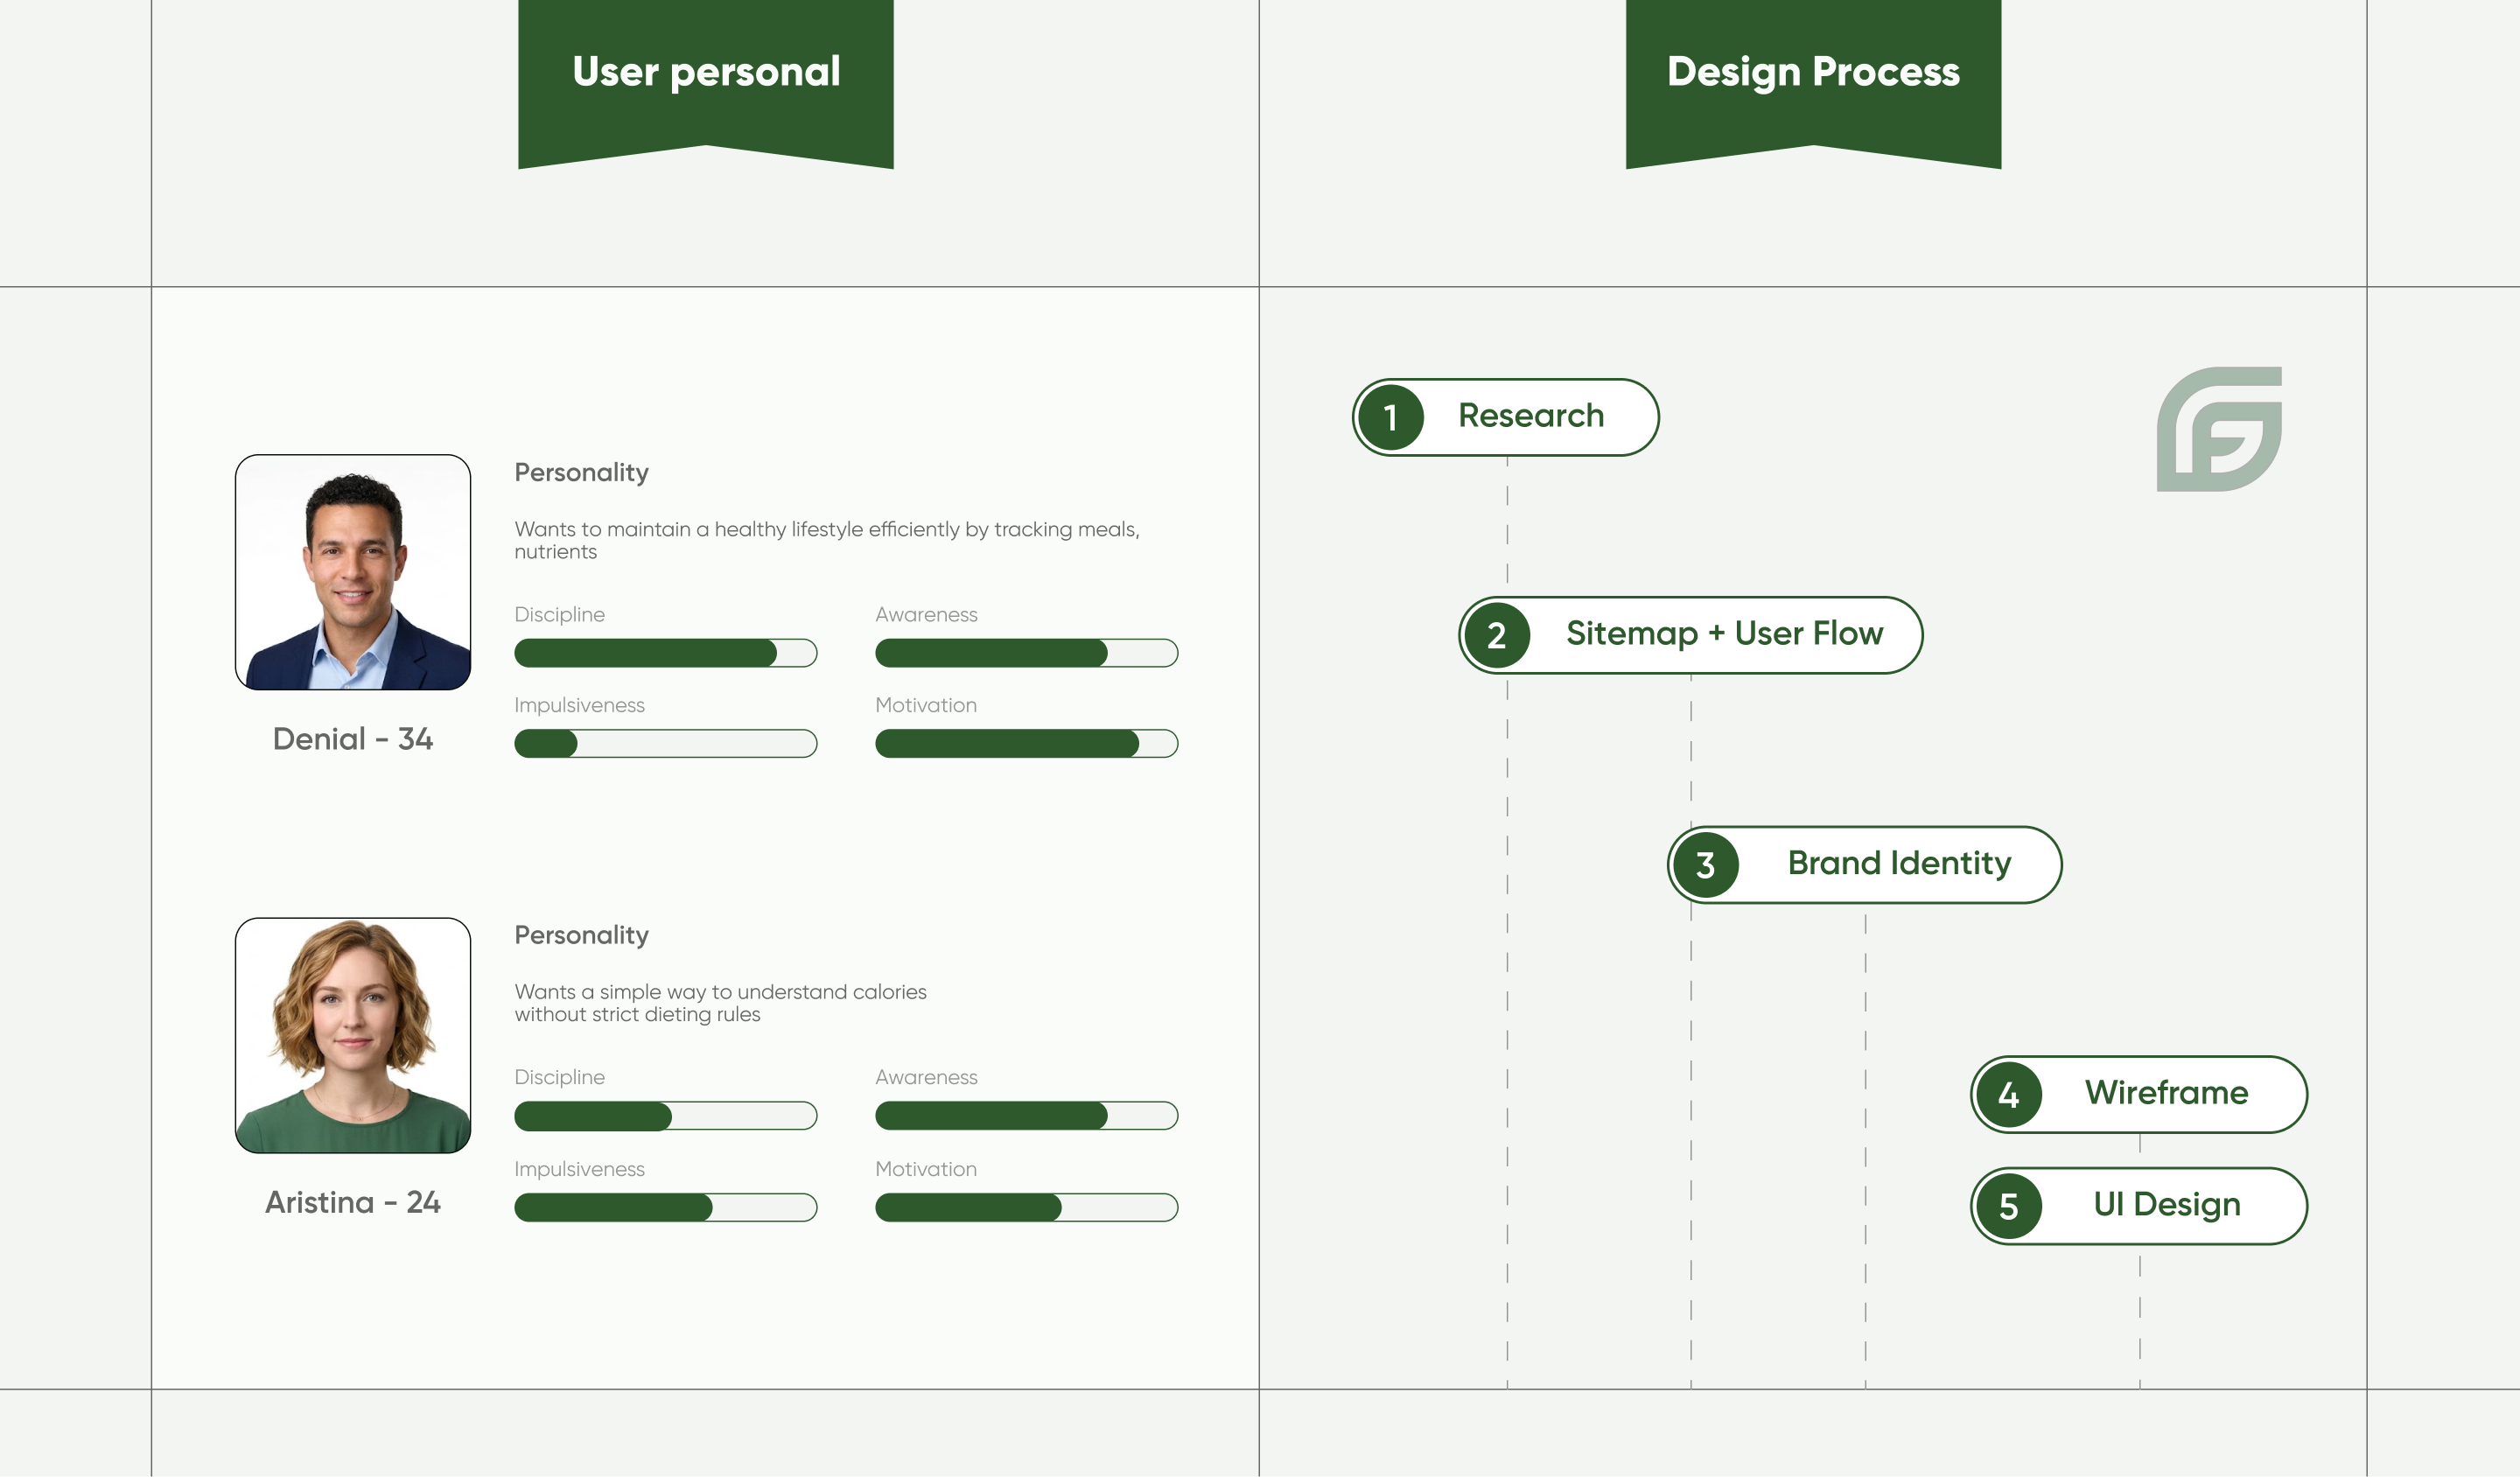 User personal
Personality
Wants to maintain a healthy lifestyle efficiently by tracking meals,
nutrients
Discipline
Awareness
Impulsiveness
Motivation
Denial - 34
Personality
Wants a simple way to understand calories
without strict dieting rules
Discipline
Awareness
Impulsiveness
Motivation
Aristina - 24
Design Process
1 Research
2 Sitemap + User Flow
3 Brand Identity
4 Wireframe
5 UI Design